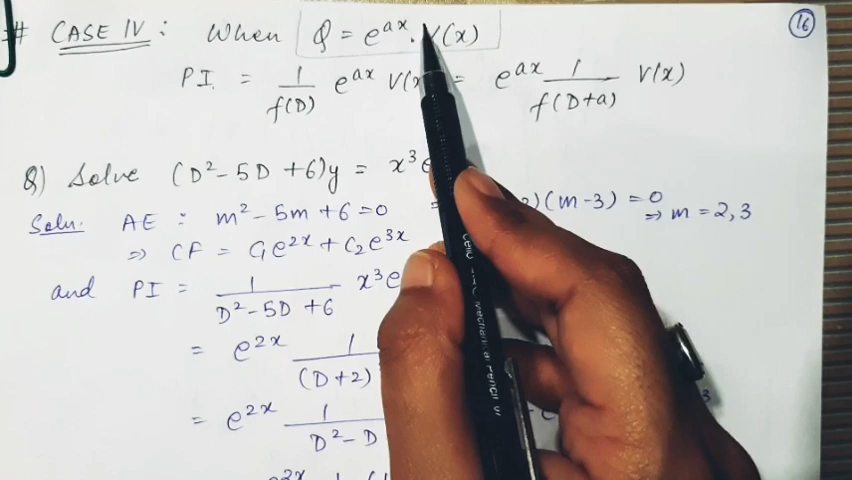 # CASE IV : When Q = e^{ax}. V(x) 16
PI. = 1/f(D) e^{ax} V(x = e^{ax} 1/f(D+a) V(x)
Q) Solve (D²-5D+6)y = x³e
Soln. AE : m²-5m+6=0 = 2)(m-3) = 0
⇒ m = 2,3
⇒ CF = C₁e^{2x} + C₂e^{3x}
and PI = 1/D²-5D+6 x³e
= e^{2x} 1/(D+2)
= e^{2x} 1/D²-D
e^{2x}